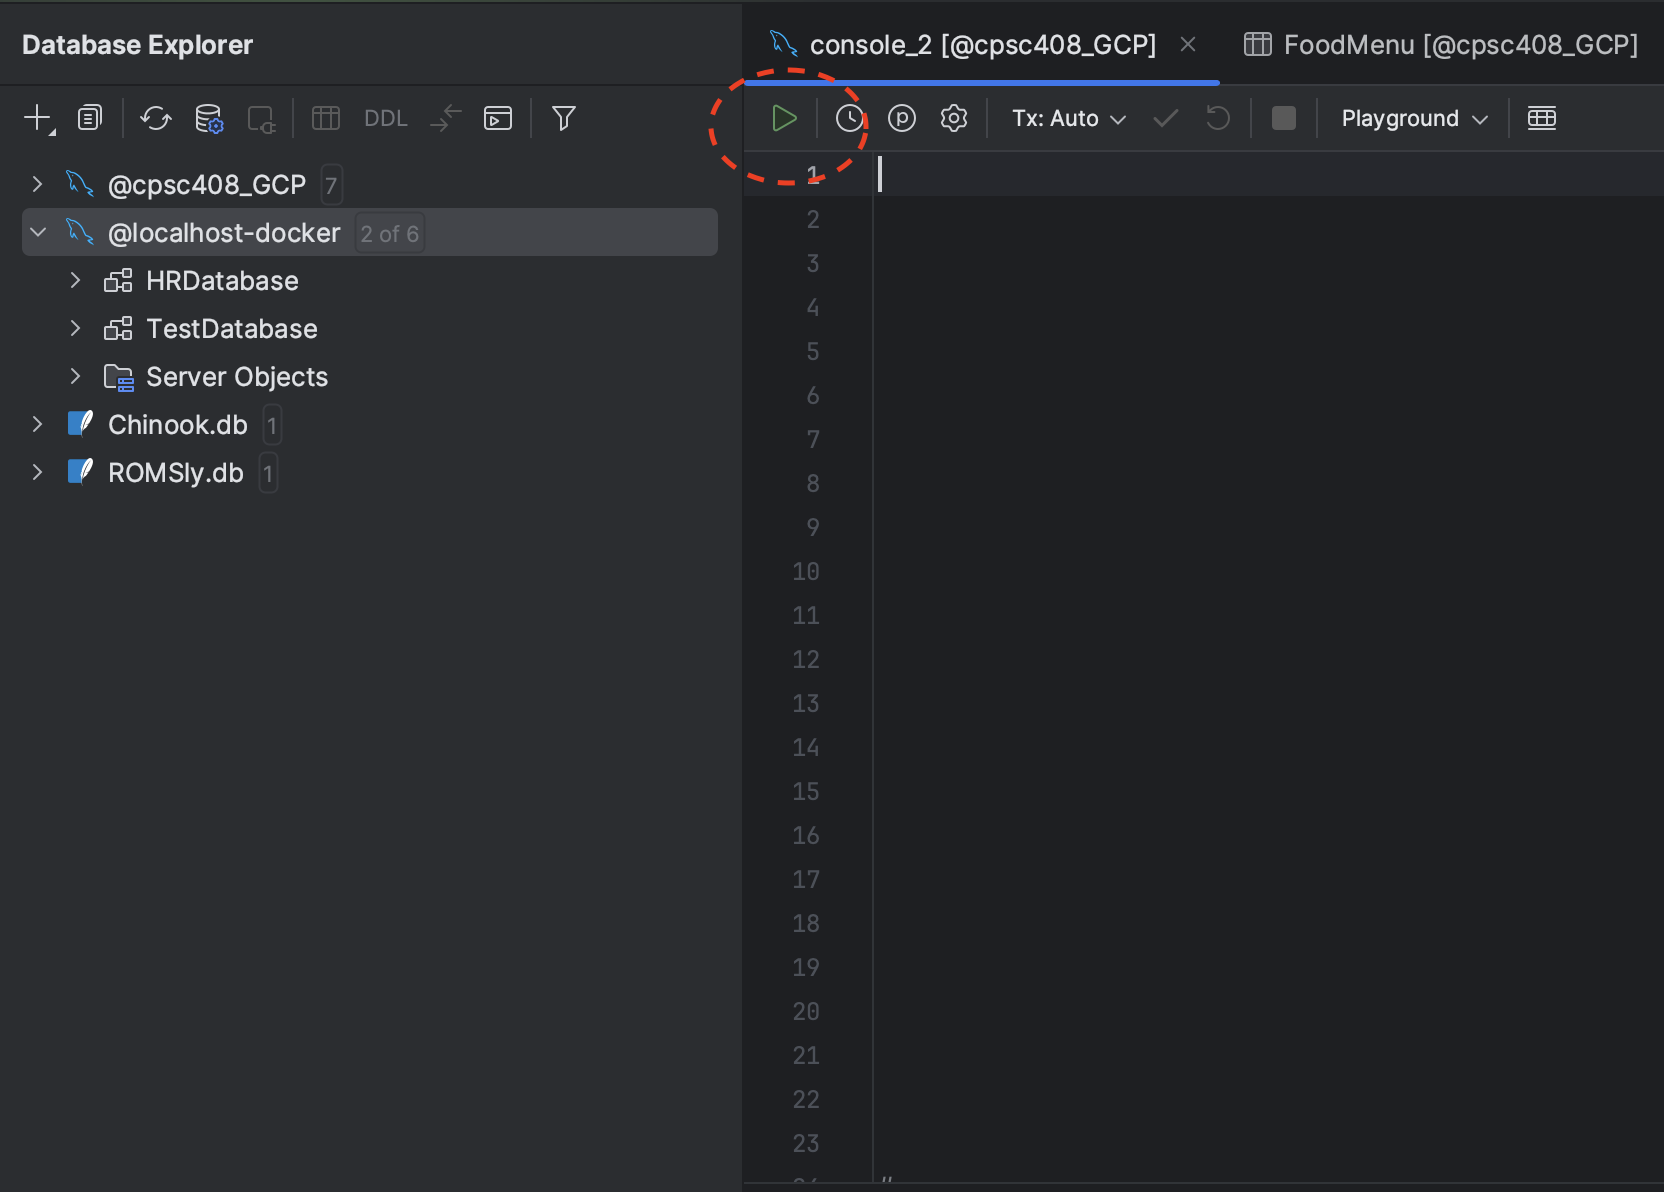 Database Explorer
console_2 [@cpsc408_GCP]
FoodMenu [@cpsc408_GCP]
DDL
Tx: Auto
Playground
@cpsc408_GCP 7
@localhost-docker 2 of 6
HRDatabase
TestDatabase
Server Objects
Chinook.db 1
ROMSly.db 1
1
2
3
4
5
6
7
8
9
10
11
12
13
14
15
16
17
18
19
20
21
22
23